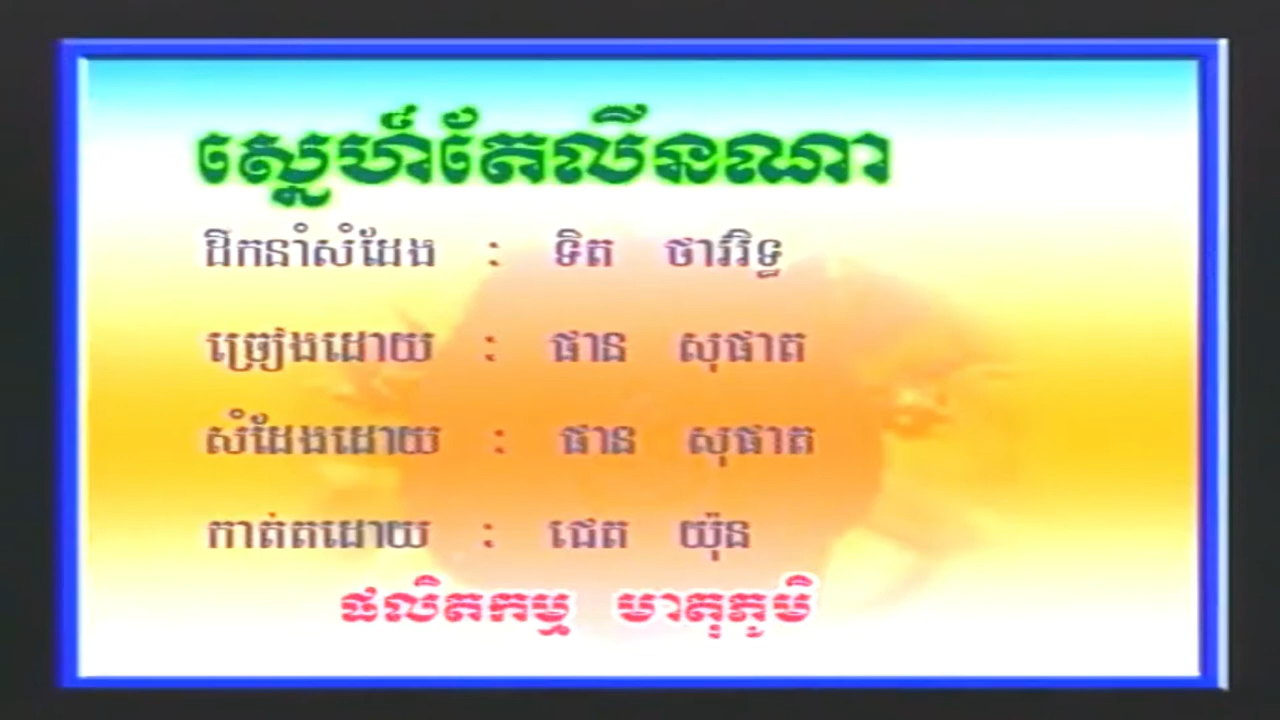 ស្នេហ៍តែលីនណា
ដឹកនាំសំដែង : ទិត ថាវរិទ្ធ
ច្រៀងដោយ : ផាន សុផាត
សំដែងដោយ : ផាន សុផាត
កាត់តដោយ : ជេត យ៉ុន
ផលិតកម្ម មាតុភូមិ